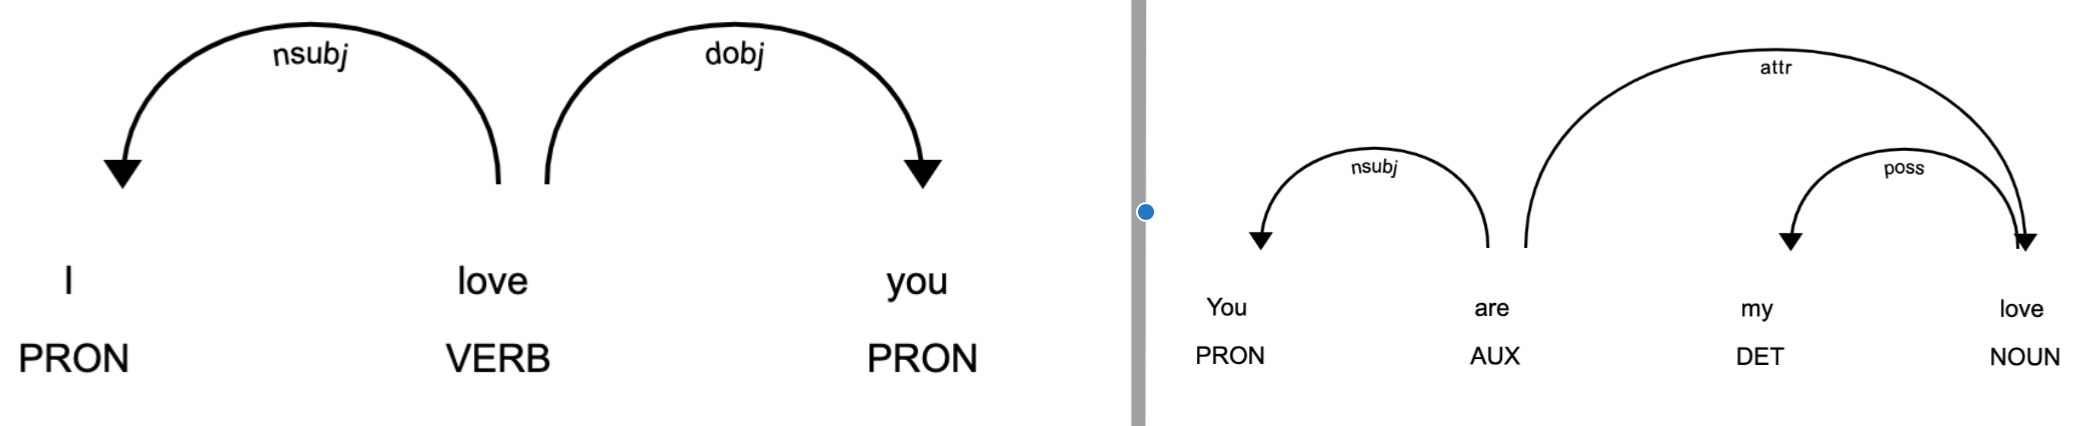 nsubj dobj
I love you
PRON VERB PRON
attr
nsubj poss
You are my love
PRON AUX DET NOUN